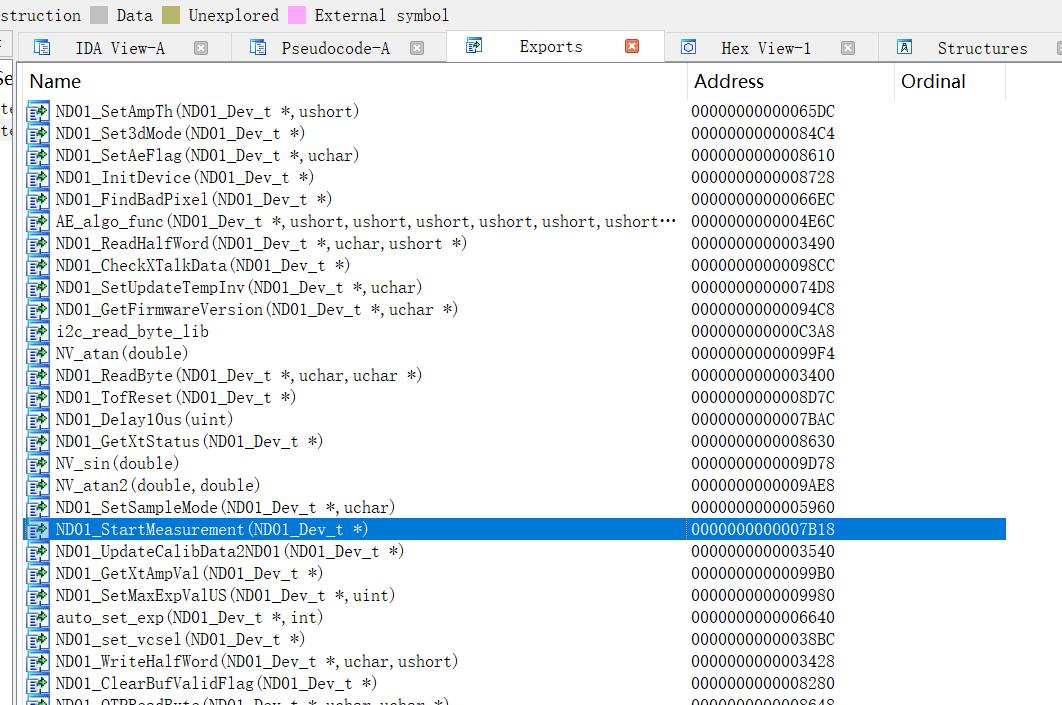 struction Data Unexplored External symbol
IDA View-A Pseudocode-A Exports Hex View-1 Structures
Name Address Ordinal
ND01_SetAmpTh(ND01_Dev_t *,ushort) 00000000000065DC
ND01_Set3dMode(ND01_Dev_t *) 00000000000084C4
ND01_SetAeFlag(ND01_Dev_t *,uchar) 0000000000008610
ND01_InitDevice(ND01_Dev_t *) 0000000000008728
ND01_FindBadPixel(ND01_Dev_t *) 00000000000066EC
AE_algo_func(ND01_Dev_t *,ushort,ushort,ushort,ushort,ushort,ushort… 0000000000004E6C
ND01_ReadHalfWord(ND01_Dev_t *,uchar,ushort *) 0000000000003490
ND01_CheckXTalkData(ND01_Dev_t *) 00000000000098CC
ND01_SetUpdateTempInv(ND01_Dev_t *,uchar) 00000000000074D8
ND01_GetFirmwareVersion(ND01_Dev_t *,uchar *) 00000000000094C8
i2c_read_byte_lib 000000000000C3A8
NV_atan(double) 00000000000099F4
ND01_ReadByte(ND01_Dev_t *,uchar,uchar *) 0000000000003400
ND01_TofReset(ND01_Dev_t *) 0000000000008D7C
ND01_Delay10us(uint) 0000000000007BAC
ND01_GetXtStatus(ND01_Dev_t *) 0000000000008630
NV_sin(double) 0000000000009D78
NV_atan2(double,double) 0000000000009AE8
ND01_SetSampleMode(ND01_Dev_t *,uchar) 0000000000005960
ND01_StartMeasurement(ND01_Dev_t *) 0000000000007B18
ND01_UpdateCalibData2ND01(ND01_Dev_t *) 0000000000003540
ND01_GetXtAmpVal(ND01_Dev_t *) 00000000000099B0
ND01_SetMaxExpValUS(ND01_Dev_t *,uint) 0000000000009980
auto_set_exp(ND01_Dev_t *,int) 0000000000006640
ND01_set_vcsel(ND01_Dev_t *) 00000000000038BC
ND01_WriteHalfWord(ND01_Dev_t *,uchar,ushort) 0000000000003428
ND01_ClearBufValidFlag(ND01_Dev_t *) 0000000000008280